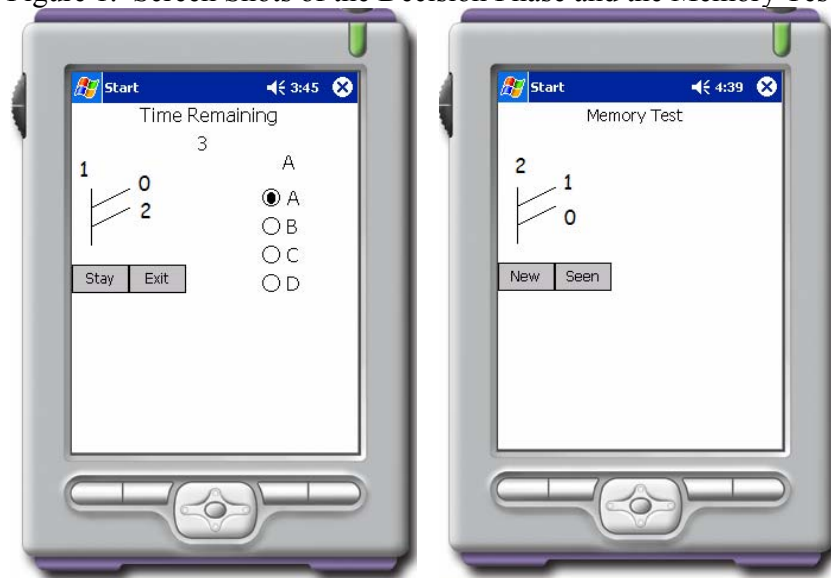 Figure 1. Screen Shots of the Decision Phase and the Memory Tes
Start 3:45
Time Remaining
3
1
0
2
A
A
B
C
D
Stay Exit
Start 4:39
Memory Test
2
1
0
New Seen